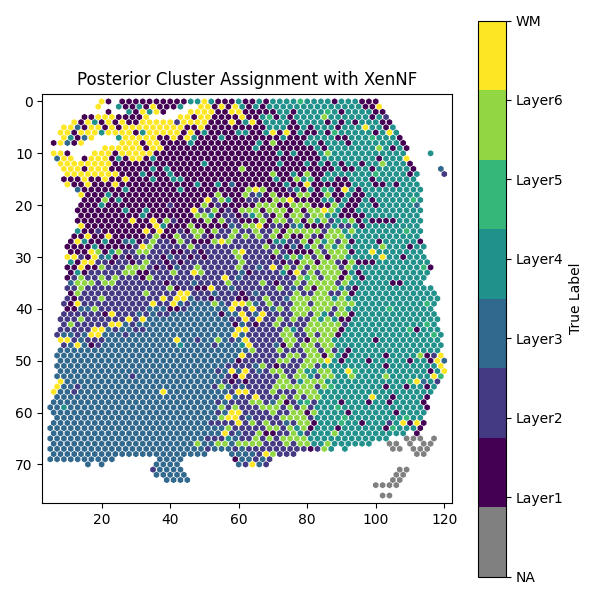 Posterior Cluster Assignment with XenNF
0
10
20
30
40
50
60
70
20
40
60
80
100
120
WM
Layer6
Layer5
Layer4
Layer3
Layer2
Layer1
NA
True Label